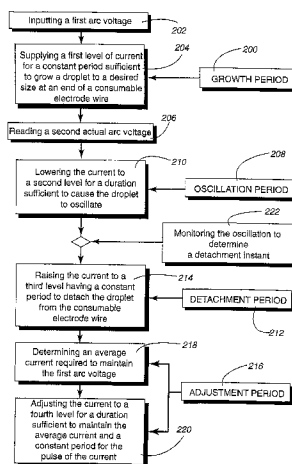 Inputting a first arc voltage
202
Supplying a first level of current
for a constant period sufficient
to grow a droplet to a desired
size at an end of a consumable
electrode wire
204
200
GROWTH PERIOD
206
Reading a second actual arc voltage
210
Lowering the current to
a second level for a duration
sufficient to cause the droplet
to oscillate
208
OSCILLATION PERIOD
222
Monitoring the oscillation to
determine
a detachment instant
214
Raising the current to a
third level having a constant
period to detach the droplet
from the consumable
electrode wire
DETACHMENT PERIOD
212
218
Determining an average
current required to maintain
the first arc voltage
216
ADJUSTMENT PERIOD
Adjusting the current to a
fourth level for a duration
sufficient to maintain the
average current and a
constant period for the
pulse of the current
220